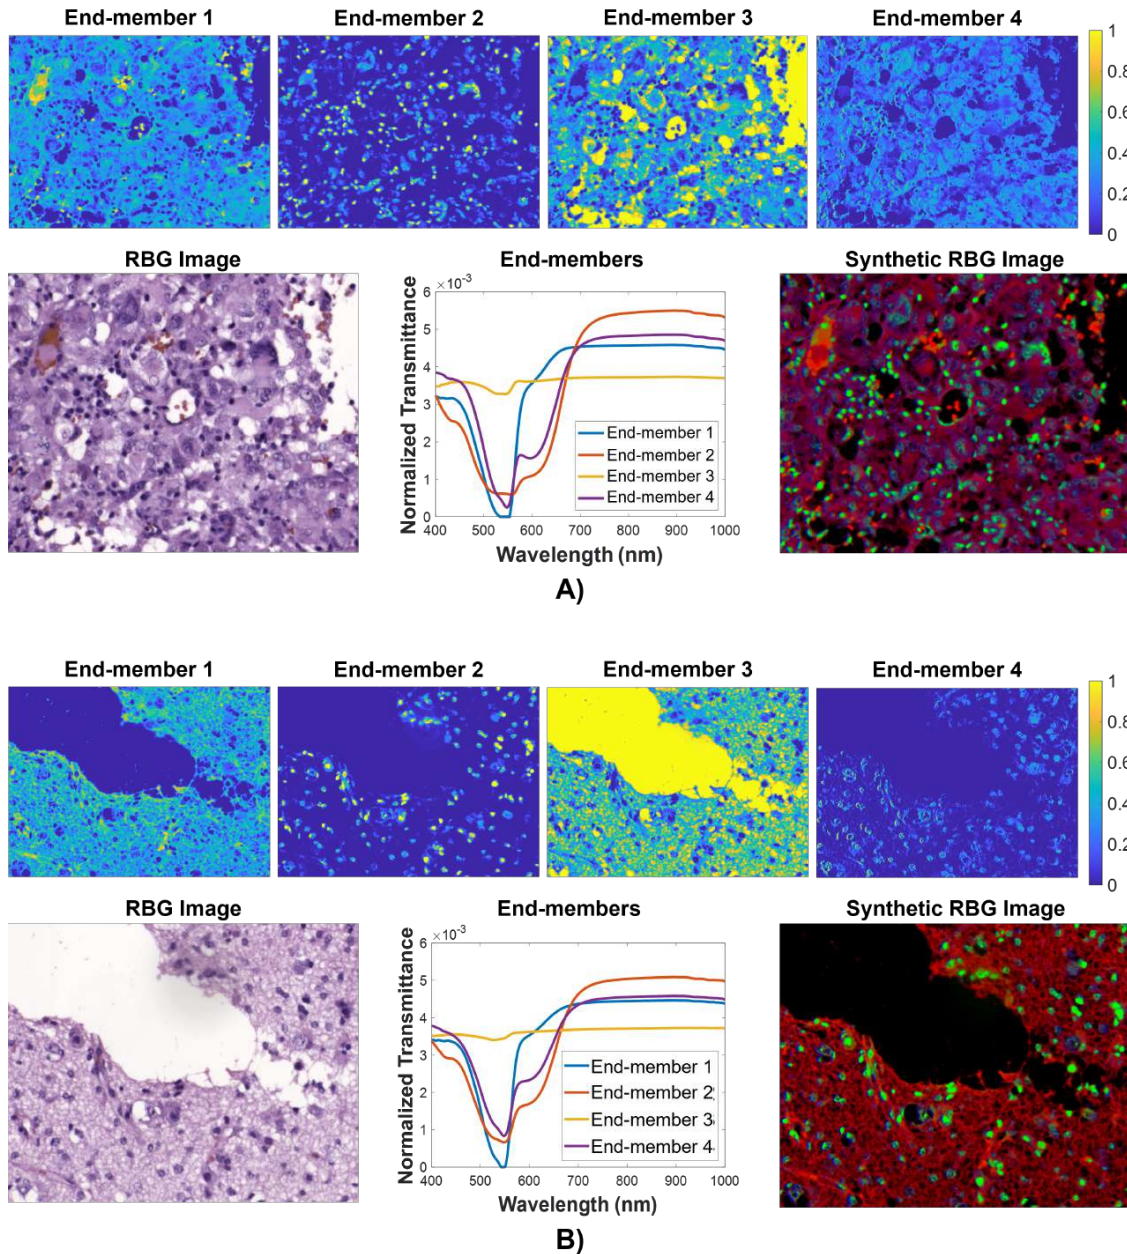 End-member 1 End-member 2 End-member 3 End-member 4
1
0.8
0.6
0.4
0.2
0
RBG Image End-members Synthetic RBG Image
×10⁻³
6
5
4
3
2
1
0
Normalized Transmittance
End-member 1
End-member 2
End-member 3
End-member 4
400 500 600 700 800 900 1000
Wavelength (nm)
A)
End-member 1 End-member 2 End-member 3 End-member 4
1
0.8
0.6
0.4
0.2
0
RBG Image End-members Synthetic RBG Image
×10⁻³
6
5
4
3
2
1
0
Normalized Transmittance
End-member 1
End-member 2
End-member 3
End-member 4
400 500 600 700 800 900 1000
Wavelength (nm)
B)